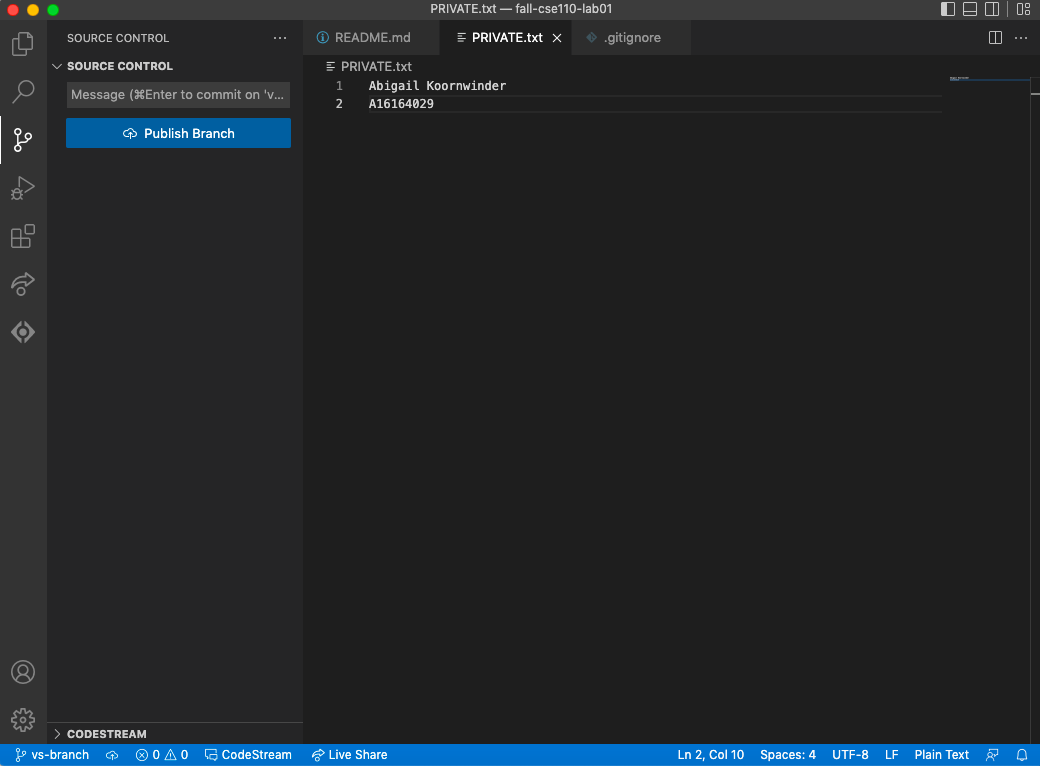 PRIVATE.txt — fall-cse110-lab01
SOURCE CONTROL
README.md
PRIVATE.txt
.gitignore
SOURCE CONTROL
PRIVATE.txt
Message (⌘Enter to commit on 'v...
1 Abigail Koornwinder
2 A16164029
Publish Branch
CODESTREAM
vs-branch 0 0 CodeStream Live Share Ln 2, Col 10 Spaces: 4 UTF-8 LF Plain Text